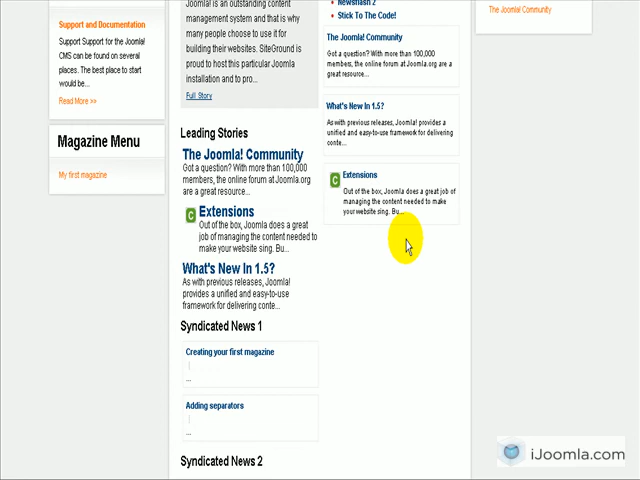 Support and Documentation
Support Support for the Joomla!
CMS can be found on several
places. The best place to start
would be...
Read More >>
Magazine Menu
My first magazine
Joomla! is an outstanding content
management system and that is why
many people choose to use it for
building their websites. SiteGround is
proud to host this particular Joomla
installation and to pro...
Full Story
Leading Stories
The Joomla! Community
Got a question? With more than 100,000
members, the online forum at Joomla.org
are a great resource...
Extensions
Out of the box, Joomla does a great
job of managing the content needed to
make your website sing. Bu...
What's New In 1.5?
As with previous releases, Joomla!
provides a unified and easy-to-use
framework for delivering conte...
Syndicated News 1
Creating your first magazine
...
Adding separators
...
Syndicated News 2
Newsflash 2
Stick To The Code!
The Joomla! Community
Got a question? With more than 100,000
members, the online forum at Joomla.org are a
great resource...
What's New In 1.5?
As with previous releases, Joomla! provides a
unified and easy-to-use framework for delivering
conte...
C Extensions
Out of the box, Joomla does a great job of
managing the content needed to make
your website sing. Bu...
The Joomla! Community
iJoomla.com